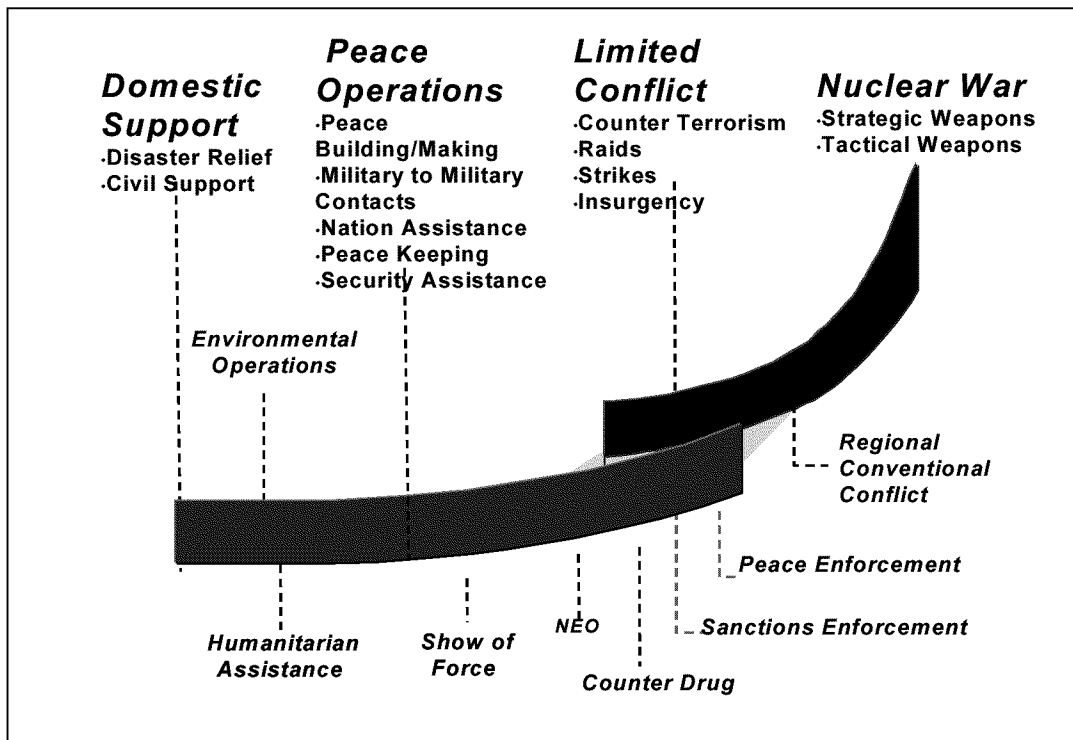 Domestic
Support
·Disaster Relief
·Civil Support
Peace
Operations
·Peace
Building/Making
·Military to Military
Contacts
·Nation Assistance
·Peace Keeping
·Security Assistance
Limited
Conflict
·Counter Terrorism
·Raids
·Strikes
·Insurgency
Nuclear War
·Strategic Weapons
·Tactical Weapons
Environmental
Operations
Regional
Conventional
Conflict
Peace Enforcement
Sanctions Enforcement
Humanitarian
Assistance
Show of
Force
NEO
Counter Drug